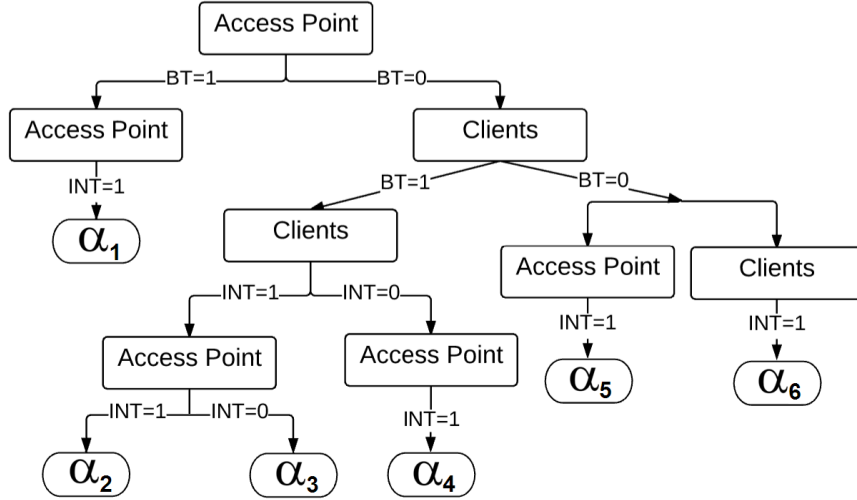 Access Point
BT=1
BT=0
Access Point
Clients
INT=1
BT=1
BT=0
α1
Clients
Access Point
Clients
INT=1
INT=0
INT=1
INT=1
Access Point
Access Point
α5
α6
INT=1
INT=0
INT=1
α2
α3
α4